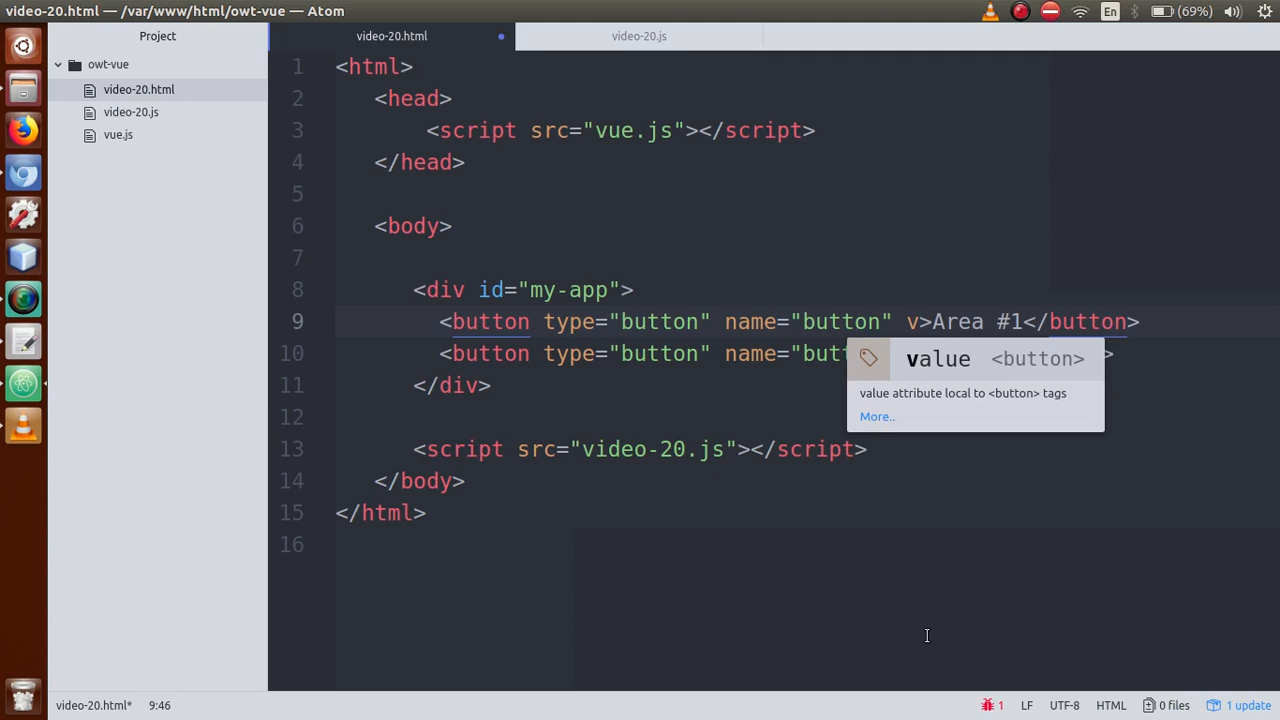 video-20.html — /var/www/html/owt-vue — Atom
En
(69%)
Project
owt-vue
video-20.html
video-20.js
vue.js
video-20.html
video-20.js
1 <html>
2 <head>
3 <script src="vue.js"></script>
4 </head>
5
6 <body>
7
8 <div id="my-app">
9 <button type="button" name="button" v>Area #1</button>
10 <button type="button" name="butt >
value <button>
value attribute local to <button> tags
More..
11 </div>
12
13 <script src="video-20.js"></script>
14 </body>
15 </html>
16
video-20.html* 9:46
1 LF UTF-8 HTML 0 files 1 update